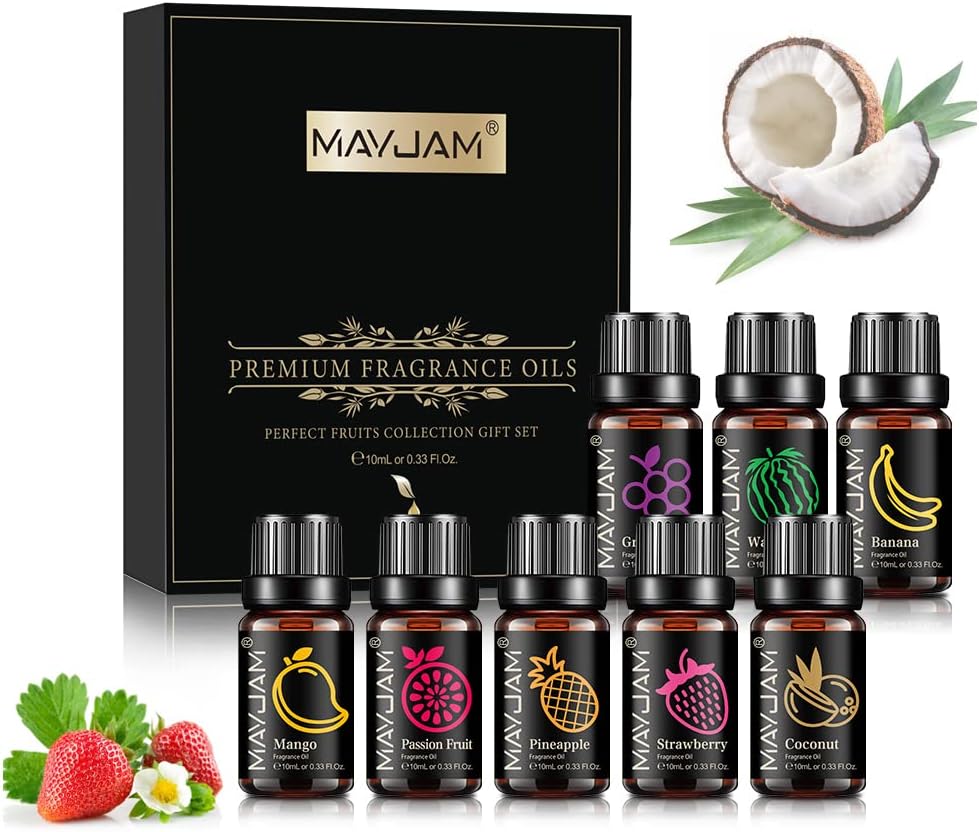 MAYJAM®
PREMIUM FRAGRANCE OILS
PERFECT FRUITS COLLECTION GIFT SET
℮10mL or 0.33 Fl.Oz.
MAYJAM®
Fragrance Oil
MAYJAM®
MAYJAM®
Banana
Fragrance Oil
℮10mL or 0.33 Fl.Oz.
MAYJAM®
Mango
Fragrance Oil
℮10mL or 0.33 Fl.Oz.
MAYJAM®
Passion Fruit
Fragrance Oil
℮10mL or 0.33 Fl.Oz.
MAYJAM®
Pineapple
Fragrance Oil
℮10mL or 0.33 Fl.Oz.
MAYJAM®
Strawberry
Fragrance Oil
℮10mL or 0.33 Fl.Oz.
MAYJAM®
Coconut
Fragrance Oil
℮10mL or 0.33 Fl.Oz.